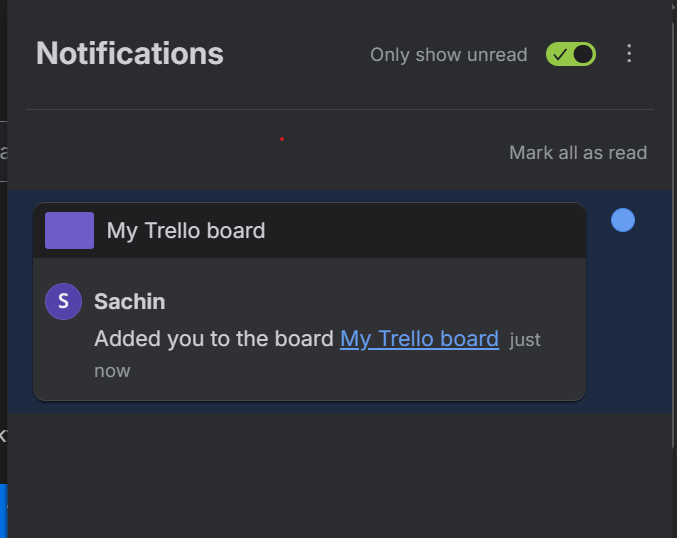 Notifications
Only show unread
Mark all as read
My Trello board
S
Sachin
Added you to the board My Trello board just
now